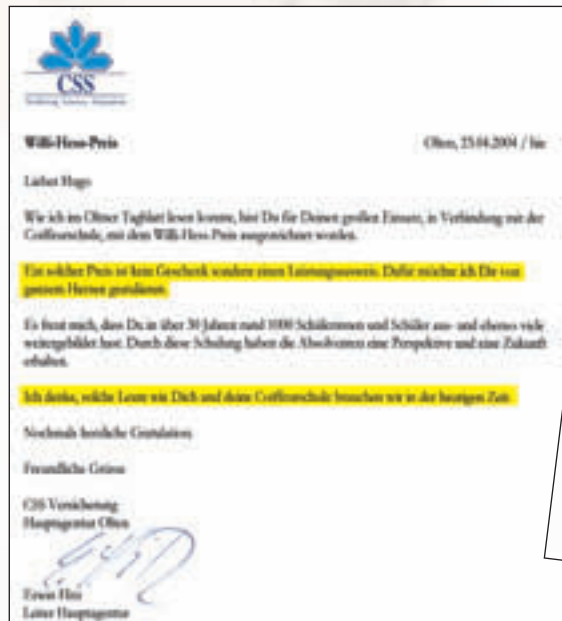 CSS
Willi-Hess-Preis
Olten, 23.04.2004 / hie
Lieber Hugo
Wie ich im Oltner Tagblatt lesen konnte, bist Du für Deinen großen Einsatz, in Verbindung mit der
Coiffeurschule, mit dem Willi-Hess-Preis ausgezeichnet worden.
Ein solcher Preis ist kein Geschenk sondern einen Leistungsausweis. Dafür möchte ich Dir von
ganzem Herzen gratulieren.
Es freut mich, dass Du in über 30 Jahren rund 1000 Schülerinnen und Schüler aus- und ebenso viele
weitergebildet hast. Durch diese Schulung haben die Absolventen eine Perspektive und eine Zukunft
erhalten.
Ich denke, solche Leute wie Dich und deine Coiffeurschule brauchen wir in der heutigen Zeit.
Nochmals herzliche Gratulation.
Freundliche Grüsse
CSS Versicherung
Hauptagentur Olten
Erwin
Leiter Hauptagentur